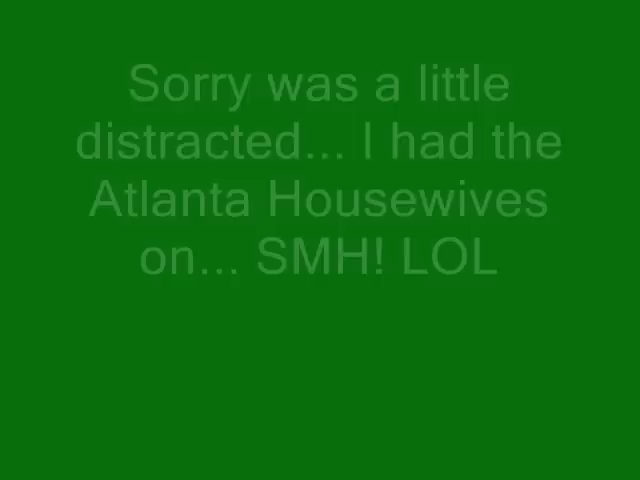 Sorry was a little
distracted... I had the
Atlanta Housewives
on... SMH! LOL